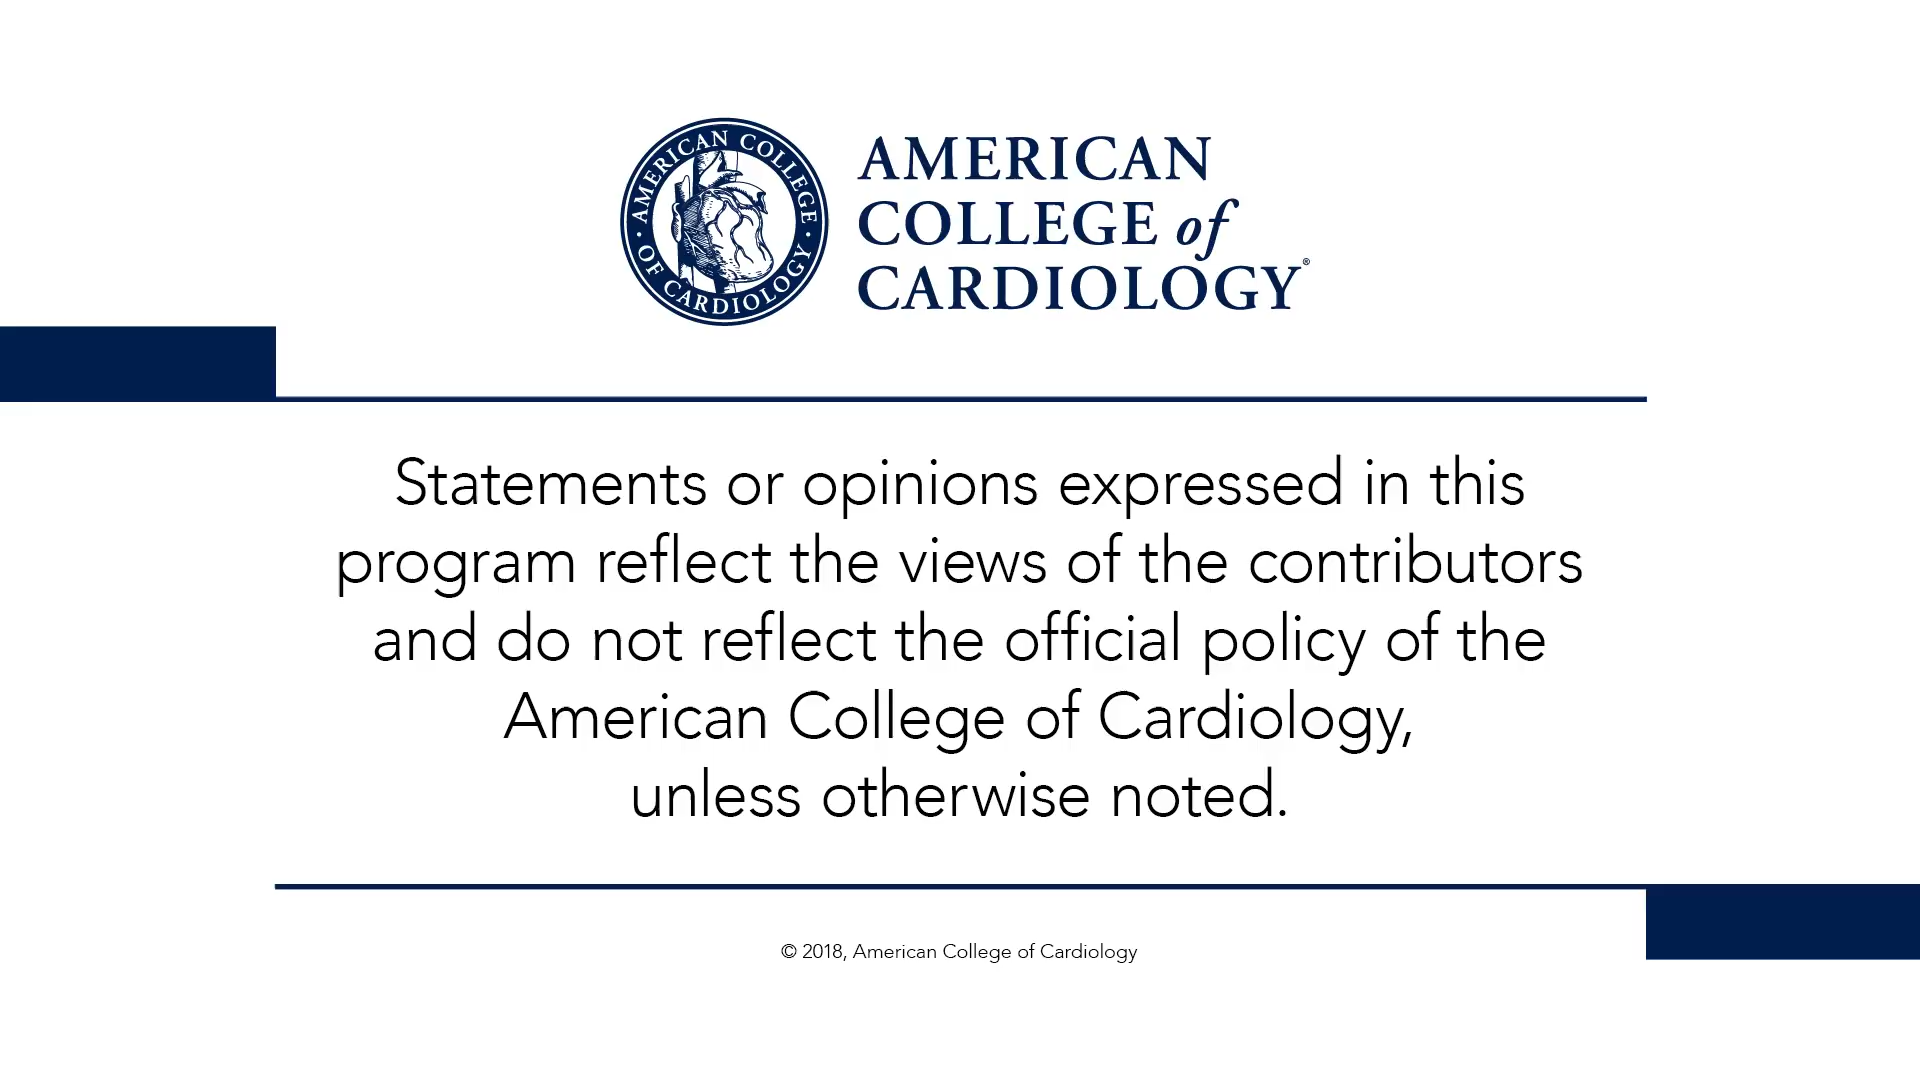 AMERICAN COLLEGE
· OF CARDIOLOGY ·
AMERICAN
COLLEGE of
CARDIOLOGY®
Statements or opinions expressed in this
program reflect the views of the contributors
and do not reflect the official policy of the
American College of Cardiology,
unless otherwise noted.
© 2018, American College of Cardiology